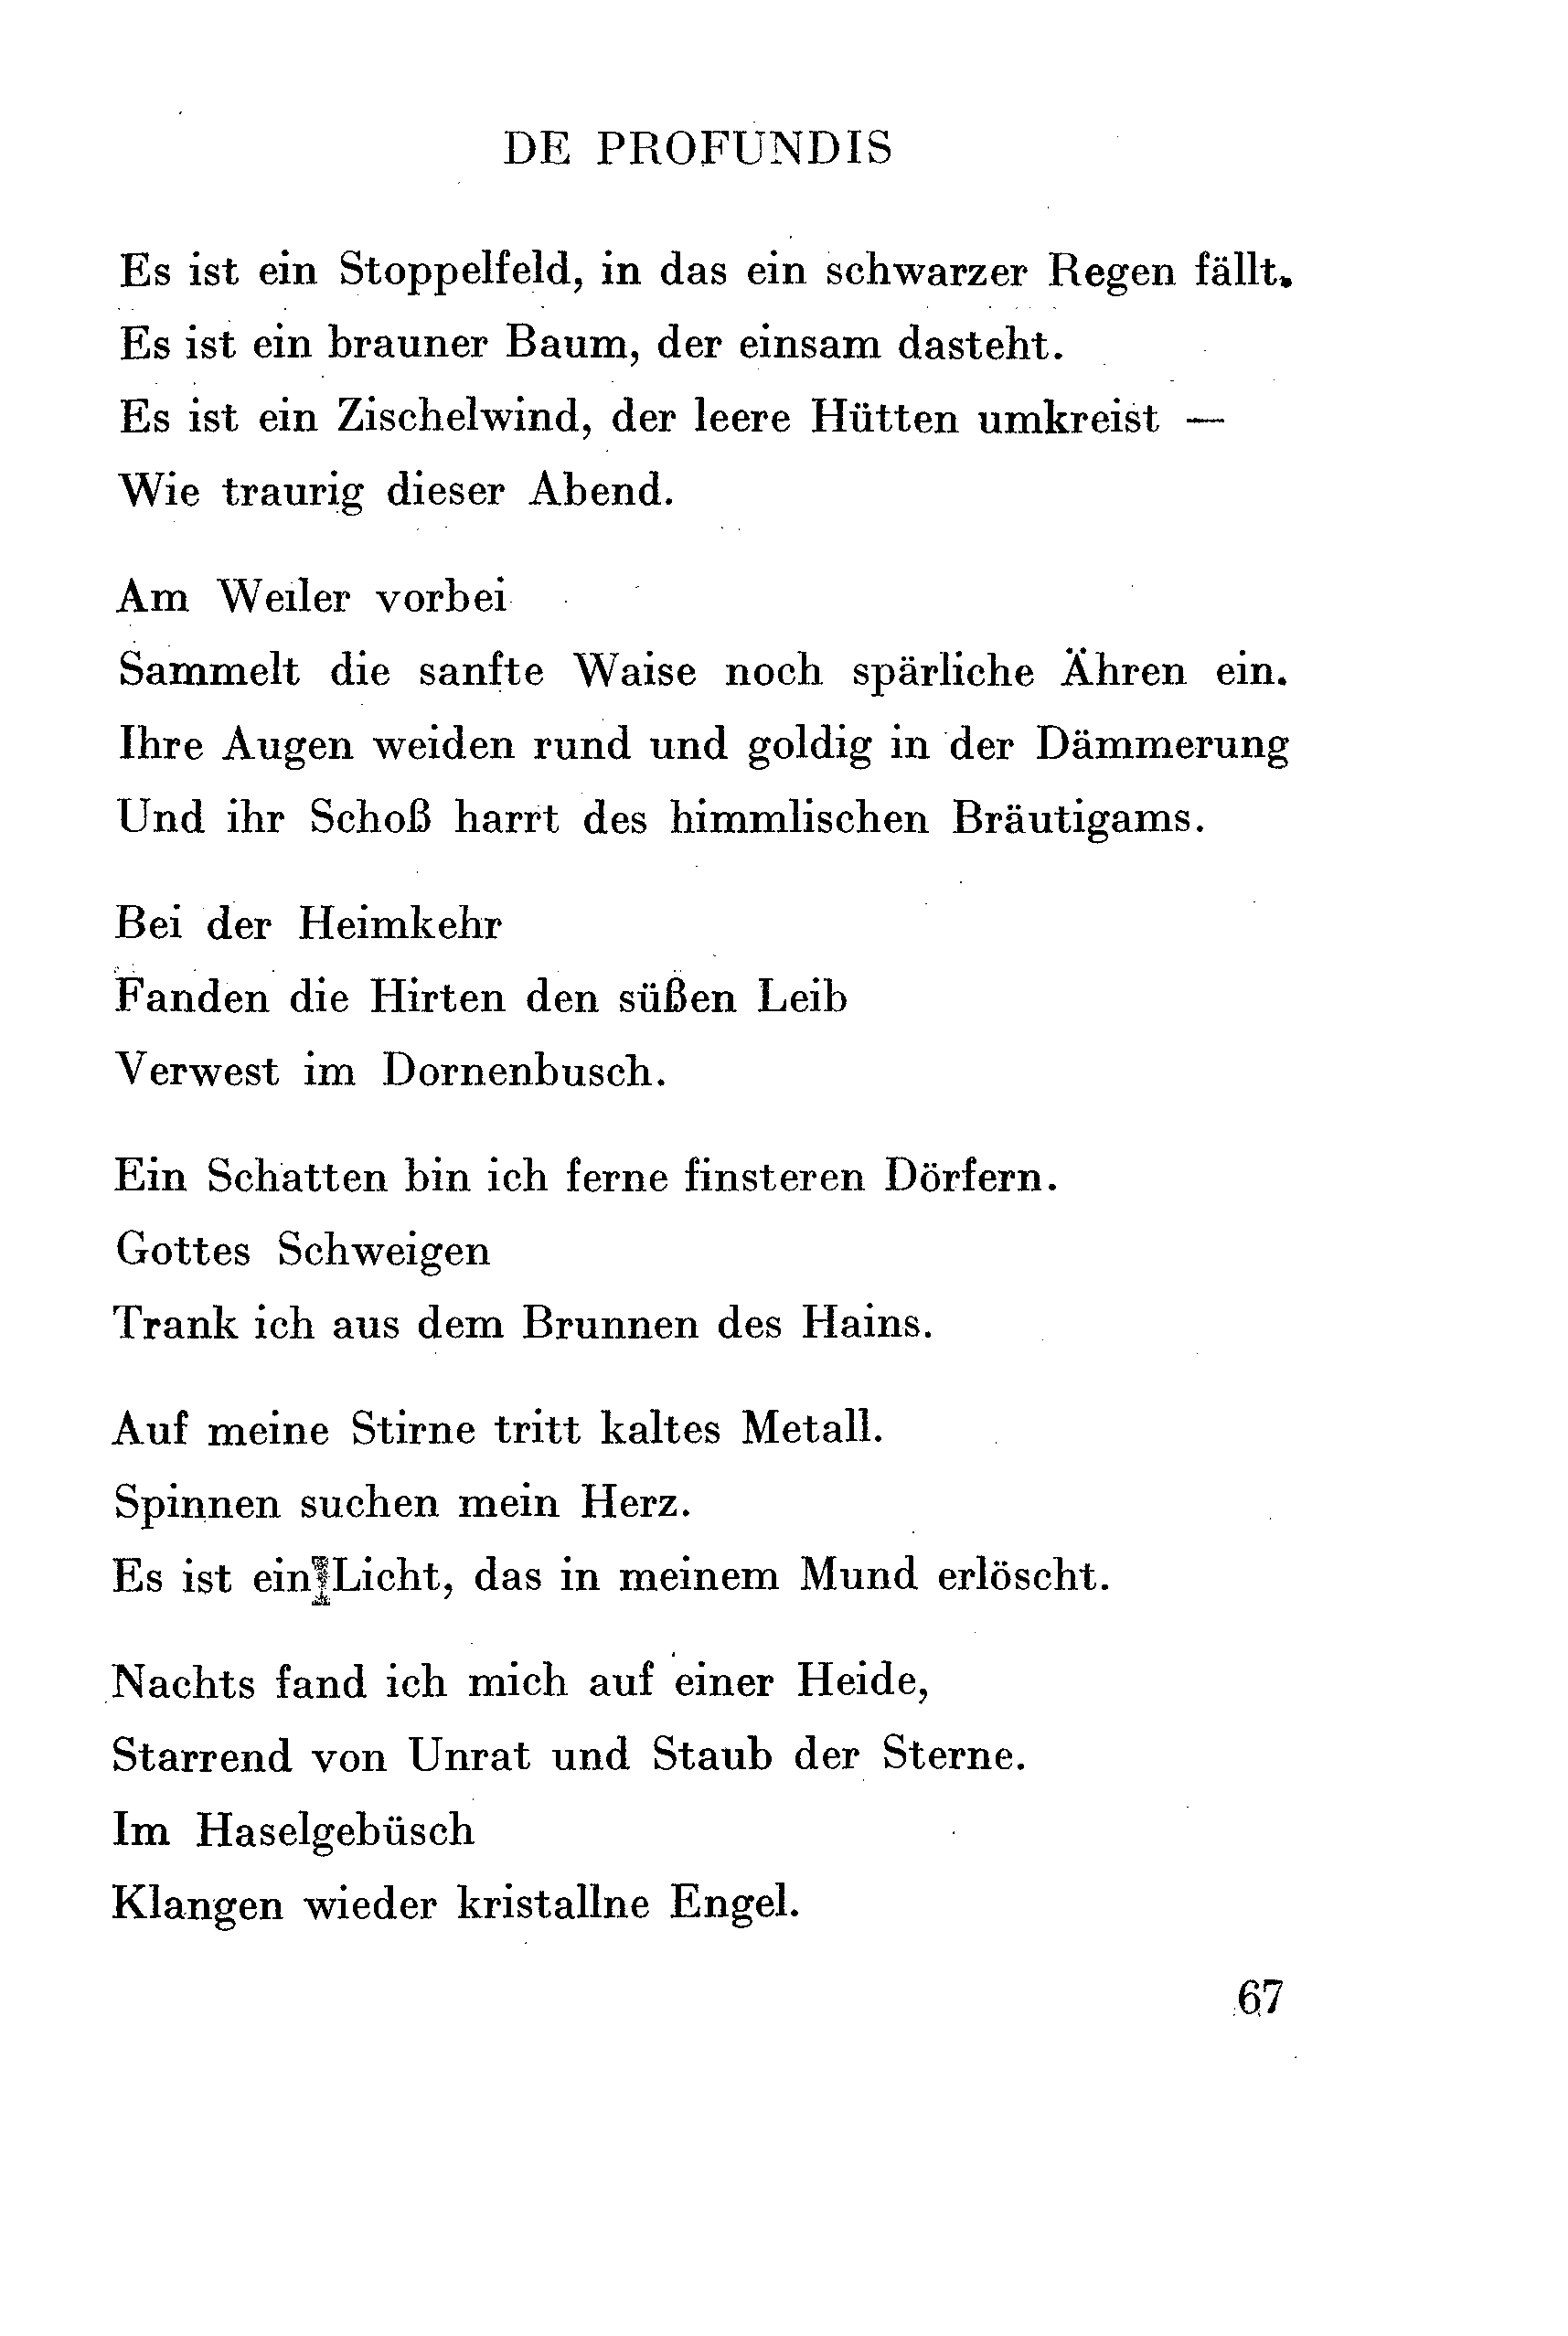 DE PROFUNDIS
Es ist ein Stoppelfeld, in das ein schwarzer Regen fällt.
Es ist ein brauner Baum, der einsam dasteht.
Es ist ein Zischelwind, der leere Hütten umkreist —
Wie traurig dieser Abend.
Am Weiler vorbei
Sammelt die sanfte Waise noch spärliche Ähren ein.
Ihre Augen weiden rund und goldig in der Dämmerung
Und ihr Schoß harrt des himmlischen Bräutigams.
Bei der Heimkehr
Fanden die Hirten den süßen Leib
Verwest im Dornenbusch.
Ein Schatten bin ich ferne finsteren Dörfern.
Gottes Schweigen
Trank ich aus dem Brunnen des Hains.
Auf meine Stirne tritt kaltes Metall.
Spinnen suchen mein Herz.
Es ist ein Licht, das in meinem Mund erlöscht.
Nachts fand ich mich auf einer Heide,
Starrend von Unrat und Staub der Sterne.
Im Haselgebüsch
Klangen wieder kristallne Engel.
67